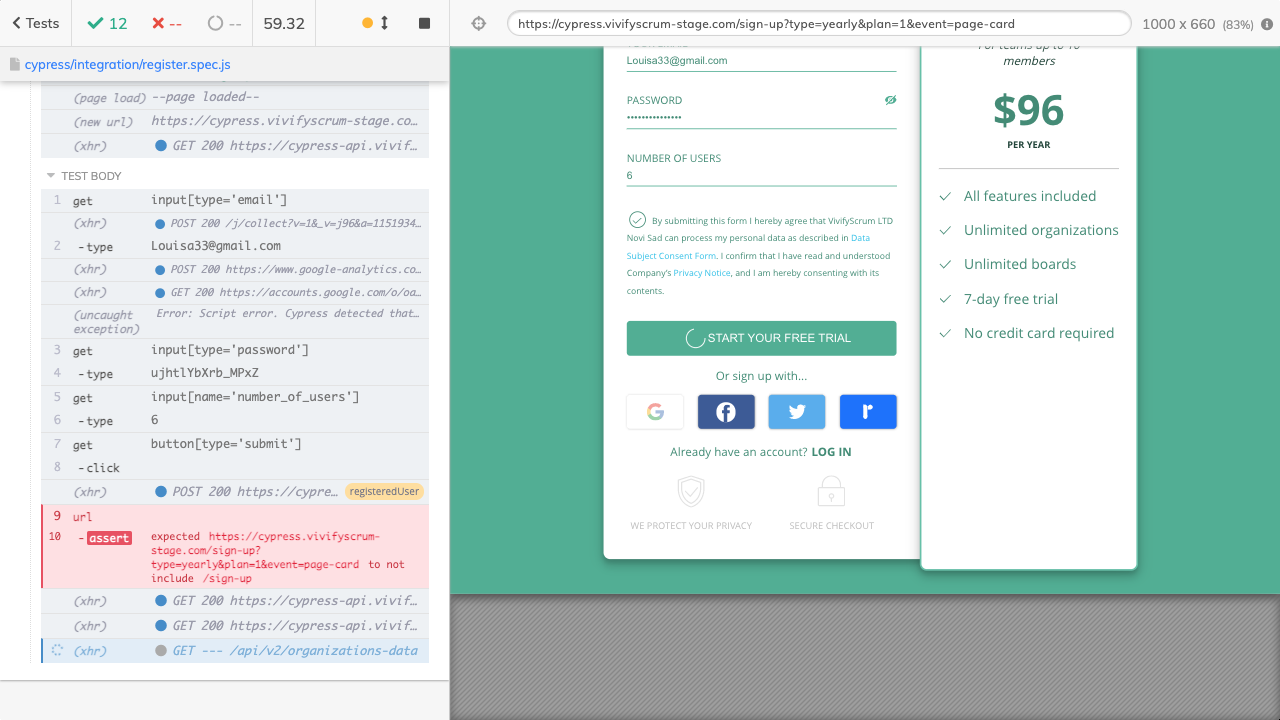 Tests
12
--
--
59.32
https://cypress.vivifyscrum-stage.com/sign-up?type=yearly&plan=1&event=page-card
1000 x 660 (83%)
cypress/integration/register.spec.js
(page load) --page loaded--
(new url) https://cypress.vivifyscrum-stage.co…
(xhr) GET 200 https://cypress-api.vivif…
TEST BODY
1 get input[type='email']
(xhr) POST 200 /j/collect?v=1&_v=j96&a=1151934…
2 -type Louisa33@gmail.com
(xhr) POST 200 https://www.google-analytics.co…
(xhr) GET 200 https://accounts.google.com/o/oa…
(uncaught exception) Error: Script error. Cypress detected that…
3 get input[type='password']
4 -type ujhtlYbXrb_MPxZ
5 get input[name='number_of_users']
6 -type 6
7 get button[type='submit']
8 -click
(xhr) POST 200 https://cypre… registeredUser
9 url
10 -assert expected https://cypress.vivifyscrum-
stage.com/sign-up?
type=yearly&plan=1&event=page-card to not
include /sign-up
(xhr) GET 200 https://cypress-api.vivif…
(xhr) GET 200 https://cypress-api.vivif…
(xhr) GET --- /api/v2/organizations-data
Louisa33@gmail.com
PASSWORD
•••••••••••••••
NUMBER OF USERS
6
By submitting this form I hereby agree that VivifyScrum LTD
Novi Sad can process my personal data as described in Data
Subject Consent Form. I confirm that I have read and understood
Company's Privacy Notice, and I am hereby consenting with its
contents.
START YOUR FREE TRIAL
Or sign up with...
Already have an account? LOG IN
WE PROTECT YOUR PRIVACY
SECURE CHECKOUT
For teams up to 10
members
$96
PER YEAR
All features included
Unlimited organizations
Unlimited boards
7-day free trial
No credit card required